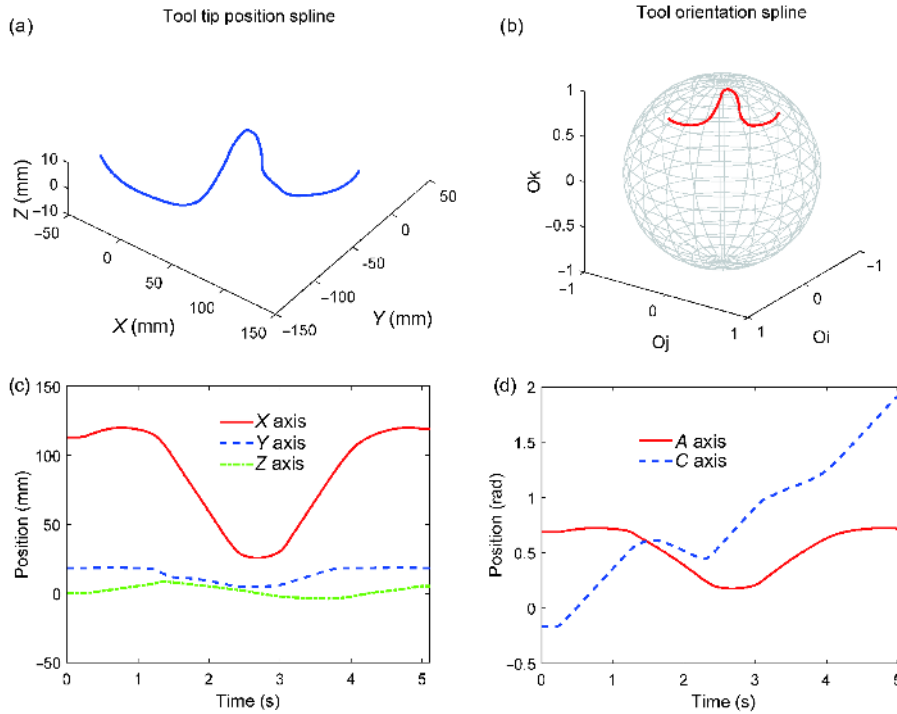 (a)
Tool tip position spline
Z (mm)
10
0
−10
−50
0
50
100
150
X (mm)
−150
−100
−50
0
50
Y (mm)
(b)
Tool orientation spline
Ok
1
0.5
0
−0.5
−1
−1
0
1
Oj
1
0
−1
Oi
(c)
Position (mm)
150
100
50
0
−50
X axis
Y axis
Z axis
0 1 2 3 4 5
Time (s)
(d)
Position (rad)
2
1.5
1
0.5
0
−0.5
A axis
C axis
0 1 2 3 4 5
Time (s)